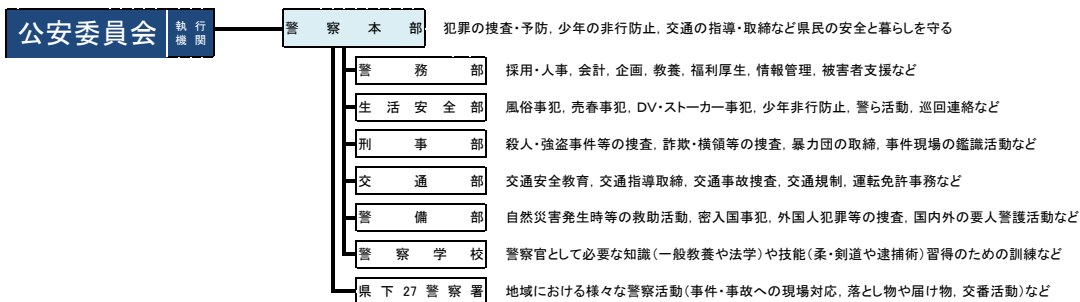 公安委員会 執行機関 警察本部 犯罪の捜査・予防, 少年の非行防止, 交通の指導・取締など県民の安全と暮らしを守る
警務部 採用・人事, 会計, 企画, 教養, 福利厚生, 情報管理, 被害者支援など
生活安全部 風俗事犯, 売春事犯, DV・ストーカー事犯, 少年非行防止, 警ら活動, 巡回連絡など
刑事部 殺人・強盗事件等の捜査, 詐欺・横領等の捜査, 暴力団の取締, 事件現場の鑑識活動など
交通部 交通安全教育, 交通指導取締, 交通事故捜査, 交通規制, 運転免許事務など
警備部 自然災害発生時等の救助活動, 密入国事犯, 外国人犯罪等の捜査, 国内外の要人警護活動など
警察学校 警察官として必要な知識(一般教養や法学)や技能(柔・剣道や逮捕術)習得のための訓練など
県下27警察署 地域における様々な警察活動(事件・事故への現場対応, 落とし物や届け物, 交番活動)など